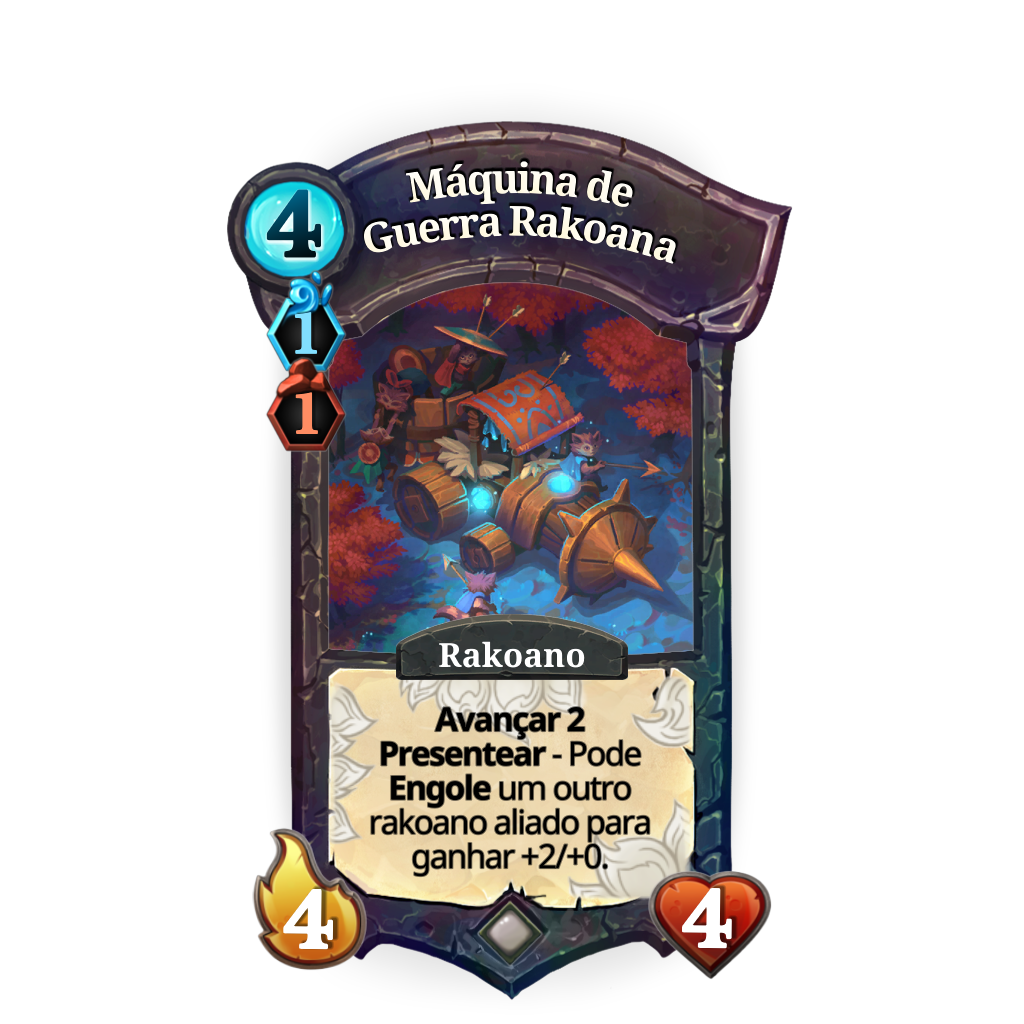 Máquina de
Guerra Rakoana
4
1
1
Rakoano
Avançar 2
Presentear - Pode
Engole um outro
rakoano aliado para
ganhar +2/+0.
4
4